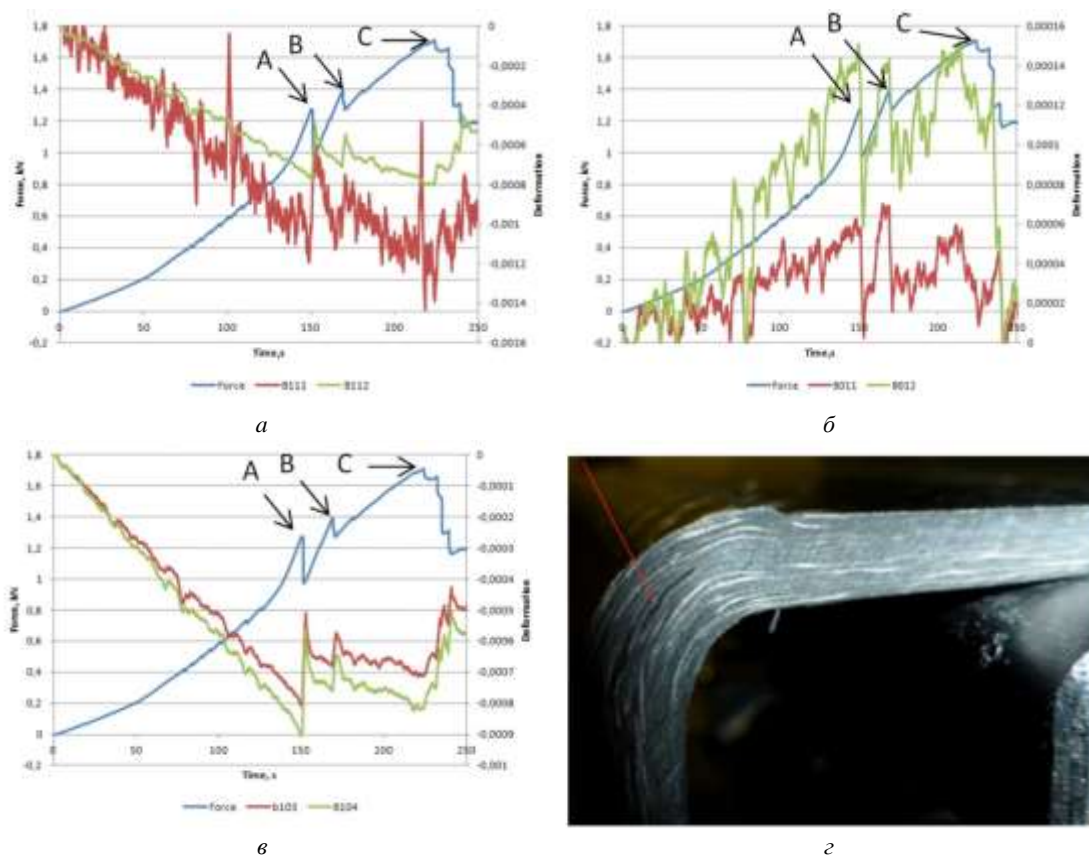 1,8
1,6
1,4
1,2
1
0,8
0,6
0,4
0,2
0
-0,2
Force, kN
A
B
C
0
-0,0002
-0,0004
-0,0006
-0,0008
-0,001
-0,0012
-0,0014
-0,0016
Deformation
0 50 100 150 200 250
Time,s
Force B111 B112
а
1,8
1,6
1,4
1,2
1
0,8
0,6
0,4
0,2
0
-0,2
Force, kN
A
B
C
0,00016
0,00014
0,00012
0,0001
0,00008
0,00006
0,00004
0,00002
0
Deformation
0 50 100 150 200 250
Time,s
Force B011 B012
б
1,8
1,6
1,4
1,2
1
0,8
0,6
0,4
0,2
0
-0,2
Force, kN
A
B
C
0
-0,0001
-0,0002
-0,0003
-0,0004
-0,0005
-0,0006
-0,0007
-0,0008
-0,0009
-0,001
Deformation
0 50 100 150 200 250
Time, s
Force b103 B104
в
г